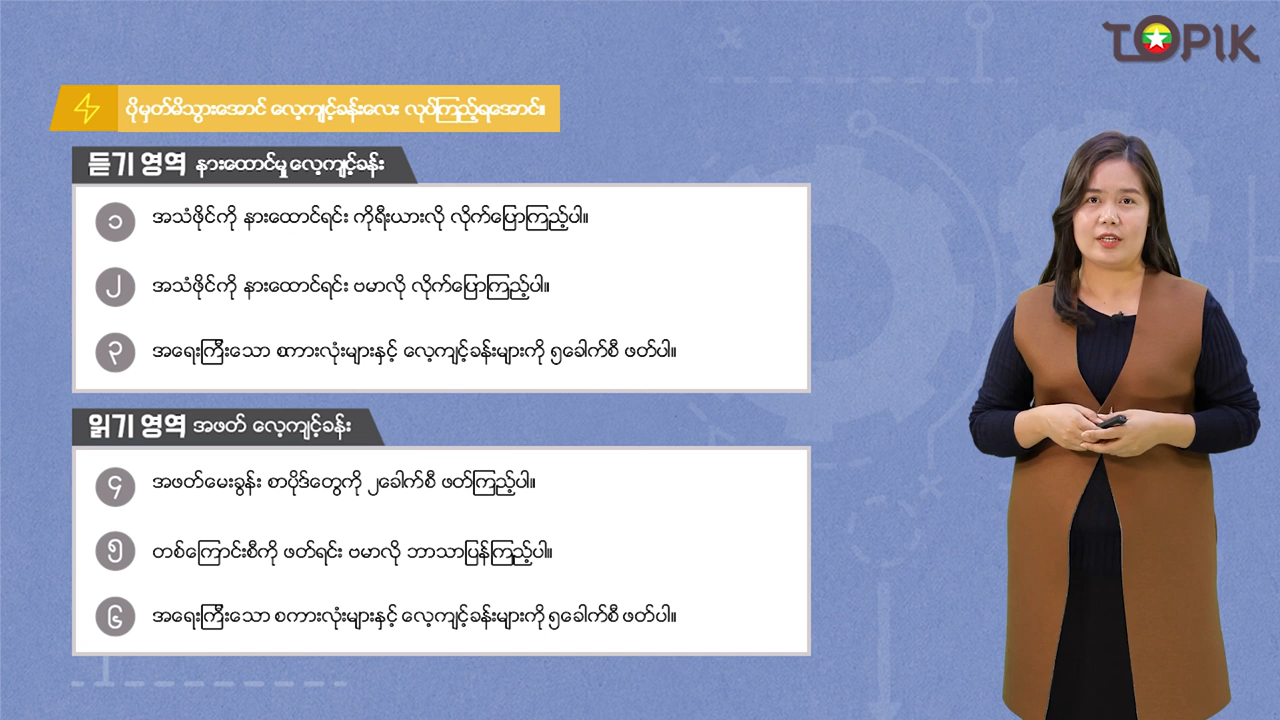 TOPIK
ပိုမှတ်မိသွားအောင် လေ့ကျင့်ခန်းလေး လုပ်ကြည့်ရအောင်။
듣기 영역 နားထောင်မှု လေ့ကျင့်ခန်း
၁ အသံဖိုင်ကို နားထောင်ရင်း ကိုရီးယားလို လိုက်ပြောကြည့်ပါ။
၂ အသံဖိုင်ကို နားထောင်ရင်း ဗမာလို လိုက်ပြောကြည့်ပါ။
၃ အရေးကြီးသော စကားလုံးများနှင့် လေ့ကျင့်ခန်းများကို ၅ခေါက်စီ ဖတ်ပါ။
읽기 영역 အဖတ် လေ့ကျင့်ခန်း
၄ အဖတ်မေးခွန်း စာပိုဒ်တွေကို ၂ခေါက်စီ ဖတ်ကြည့်ပါ။
၅ တစ်ကြောင်းစီကို ဖတ်ရင်း ဗမာလို ဘာသာပြန်ကြည့်ပါ။
၆ အရေးကြီးသော စကားလုံးများနှင့် လေ့ကျင့်ခန်းများကို ၅ခေါက်စီ ဖတ်ပါ။